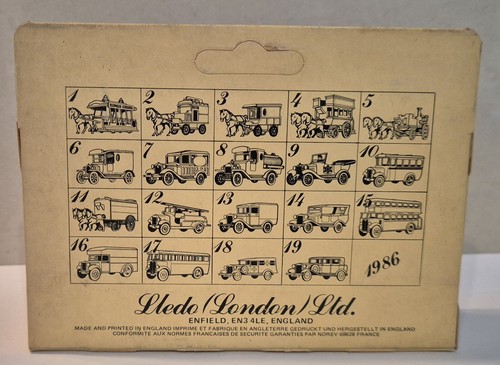 1 2 3 4 5
6 7 8 9 10
11 12 13 14 15
16 17 18 19 1986
Lledo (London) Ltd.
ENFIELD, EN3 4LE, ENGLAND
MADE AND PRINTED IN ENGLAND IMPRIME ET FABRIQUE EN ANGLETERRE GEDRUCKT UND HERGESTELLT IN ENGLAND
CONFORMITE AUX NORMES FRANCAISES DE SECURITE GARANTIES PAR NOREV 69628 FRANCE